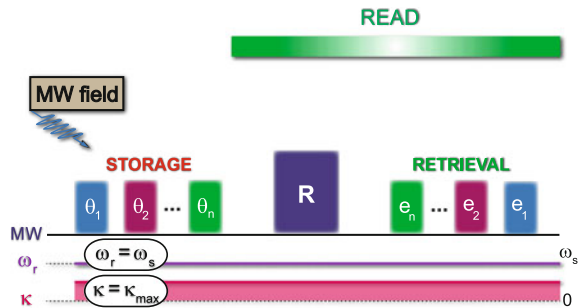 READ
MW field
STORAGE
RETRIEVAL
θ1 θ2 ... θn R en ... e2 e1
MW
ωr ωr = ωs ωs
κ κ = κmax 0